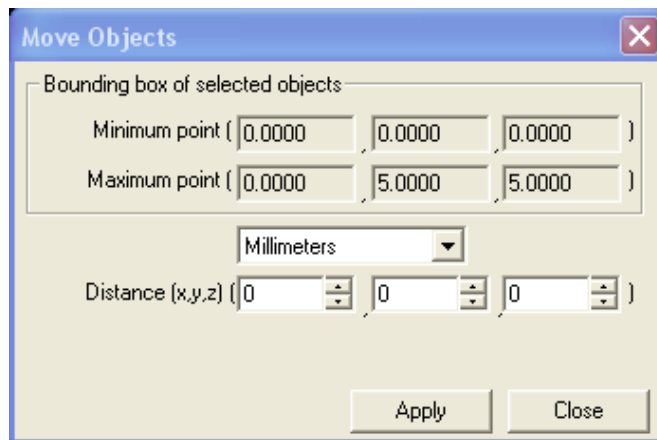 Move Objects
Bounding box of selected objects
Minimum point ( 0.0000 , 0.0000 , 0.0000 )
Maximum point ( 0.0000 , 5.0000 , 5.0000 )
Millimeters
Distance (x,y,z) ( 0 , 0 , 0 )
Apply Close